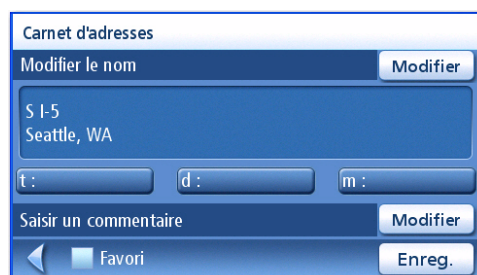 Carnet d'adresses
Modifier le nom Modifier
S I-5
Seattle, WA
t : d : m :
Saisir un commentaire Modifier
Favori Enreg.